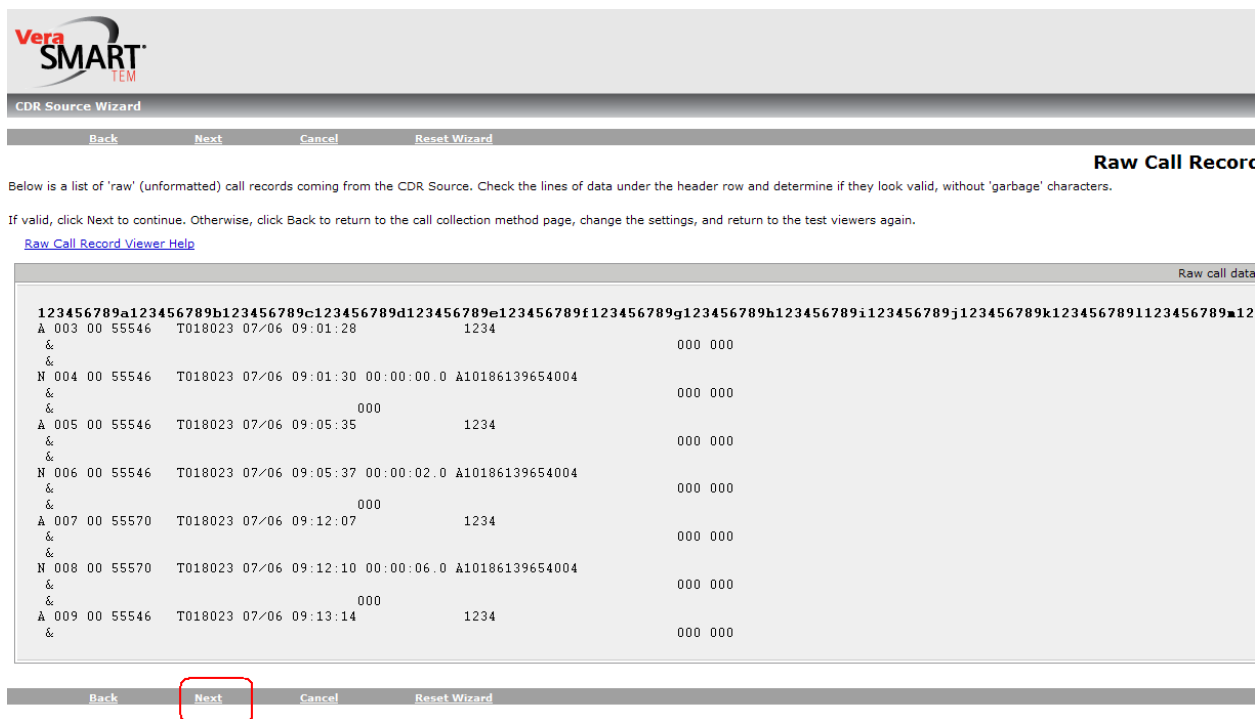 Vera
SMART
TEM
CDR Source Wizard
Back Next Cancel Reset Wizard
Raw Call Record
Below is a list of 'raw' (unformatted) call records coming from the CDR Source. Check the lines of data under the header row and determine if they look valid, without 'garbage' characters.
If valid, click Next to continue. Otherwise, click Back to return to the call collection method page, change the settings, and return to the test viewers again.
Raw Call Record Viewer Help
Raw call data
123456789a123456789b123456789c123456789d123456789e123456789f123456789g123456789h123456789i123456789j123456789k123456789l123456789m12
A 003 00 55546 T018023 07/06 09:01:28 1234
& 000 000
&
N 004 00 55546 T018023 07/06 09:01:30 00:00:00.0 A10186139654004
& 000 000
& 000
A 005 00 55546 T018023 07/06 09:05:35 1234
& 000 000
&
N 006 00 55546 T018023 07/06 09:05:37 00:00:02.0 A10186139654004
& 000 000
& 000
A 007 00 55570 T018023 07/06 09:12:07 1234
& 000 000
&
N 008 00 55570 T018023 07/06 09:12:10 00:00:06.0 A10186139654004
& 000 000
& 000
A 009 00 55546 T018023 07/06 09:13:14 1234
& 000 000
Back Next Cancel Reset Wizard